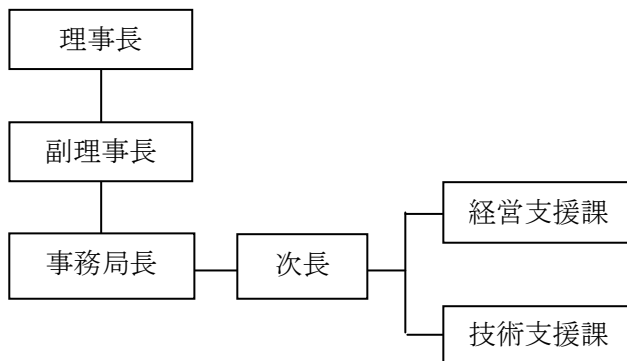 理事長
副理事長
事務局長
次長
経営支援課
技術支援課